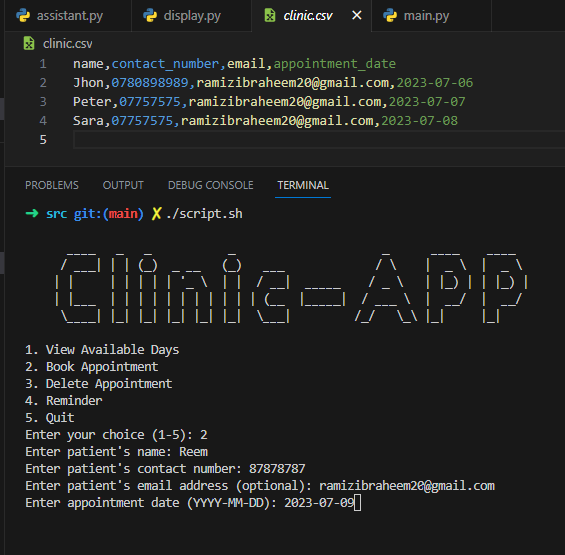 assistant.py display.py clinic.csv main.py
clinic.csv
1 name,contact_number,email,appointment_date
2 Jhon,0780898989,ramizibraheem20@gmail.com,2023-07-06
3 Peter,07757575,ramizibraheem20@gmail.com,2023-07-07
4 Sara,07757575,ramizibraheem20@gmail.com,2023-07-08
5
PROBLEMS OUTPUT DEBUG CONSOLE TERMINAL
➜ src git:(main) ✗ ./script.sh
Clinic-APP
1. View Available Days
2. Book Appointment
3. Delete Appointment
4. Reminder
5. Quit
Enter your choice (1-5): 2
Enter patient's name: Reem
Enter patient's contact number: 87878787
Enter patient's email address (optional): ramizibraheem20@gmail.com
Enter appointment date (YYYY-MM-DD): 2023-07-09